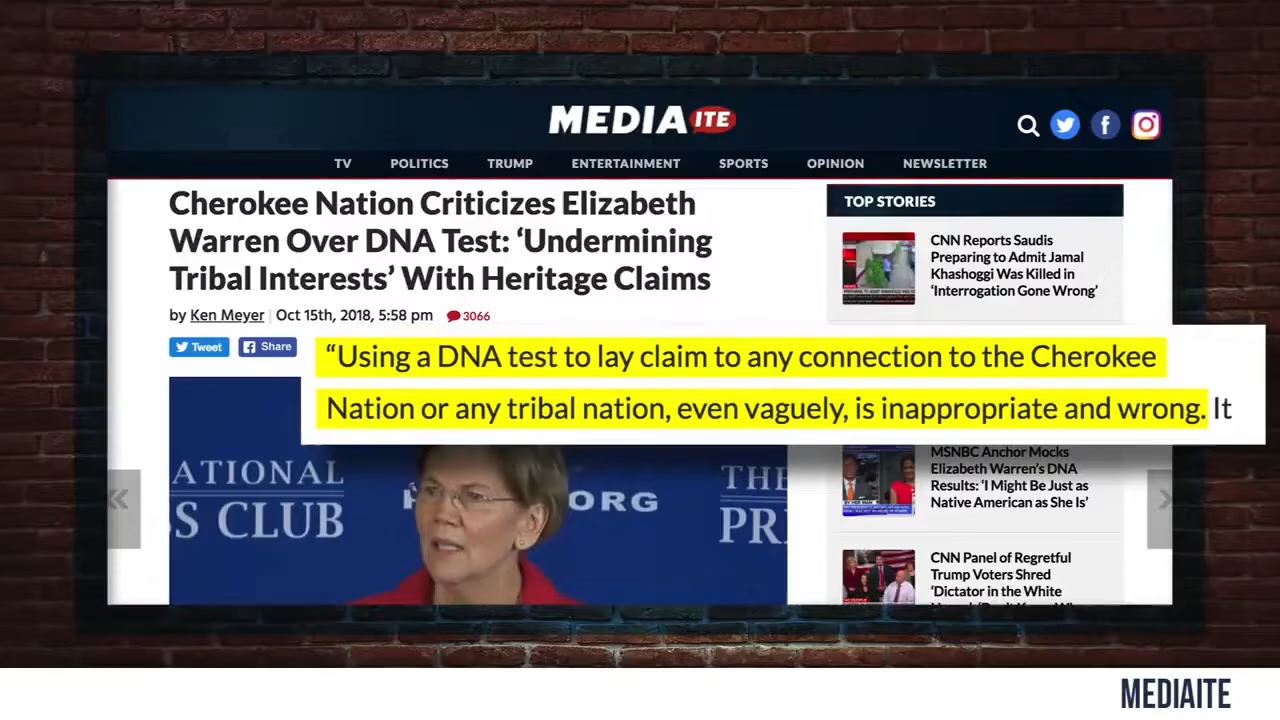 MEDIAITE
TV POLITICS TRUMP ENTERTAINMENT SPORTS OPINION NEWSLETTER
Cherokee Nation Criticizes Elizabeth
Warren Over DNA Test: ‘Undermining
Tribal Interests’ With Heritage Claims
by Ken Meyer | Oct 15th, 2018, 5:58 pm 3066
Tweet Share
“Using a DNA test to lay claim to any connection to the Cherokee
Nation or any tribal nation, even vaguely, is inappropriate and wrong. It
ATIONAL
S CLUB
ORG
THE
PR
TOP STORIES
CNN Reports Saudis
Preparing to Admit Jamal
Khashoggi Was Killed in
‘Interrogation Gone Wrong’
MSNBC Anchor Mocks
Elizabeth Warren’s DNA
Results: ‘I Might Be Just as
Native American as She Is’
CNN Panel of Regretful
Trump Voters Shred
‘Dictator in the White
MEDIAITE